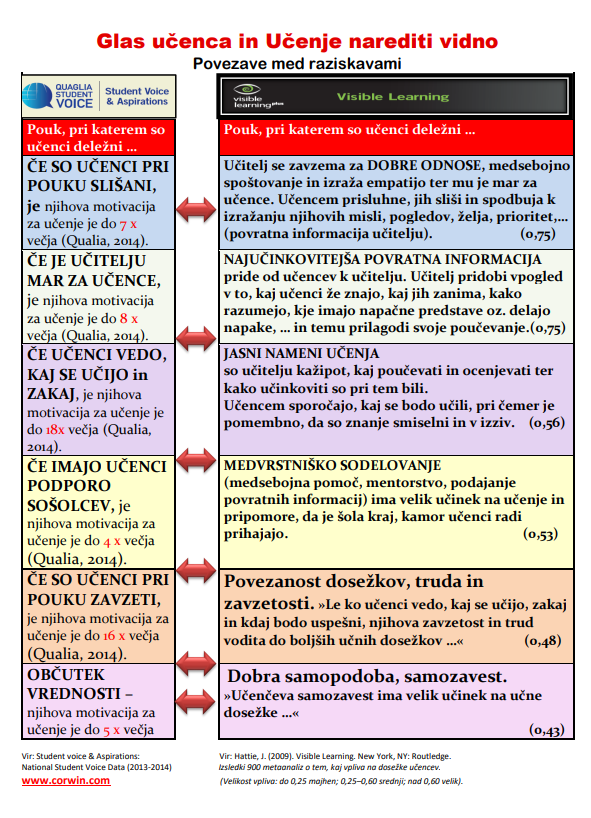 Glas učenca in Učenje narediti vidno
Povezave med raziskavami
QUAGLIA
STUDENT
VOICE
Student Voice
& Aspirations
visible
learningplus
Visible Learning
Pouk, pri katerem so
učenci deležni ...
Pouk, pri katerem so učenci deležni ...
ČE SO UČENCI PRI
POUKU SLIŠANI,
je njihova motivacija
za učenje je do 7 x
večja (Qualia, 2014).
Učitelj se zavzema za DOBRE ODNOSE, medsebojno
spoštovanje in izraža empatijo ter mu je mar za
učence. Učencem prisluhne, jih sliši in spodbuja k
izražanju njihovih misli, pogledov, želja, prioritet,...
(povratna informacija učitelju). (0,75)
ČE JE UČITELJU
MAR ZA UČENCE,
je njihova motivacija
za učenje je do 8 x
večja (Qualia, 2014).
NAJUČINKOVITEJŠA POVRATNA INFORMACIJA
pride od učencev k učitelju. Učitelj pridobi vpogled
v to, kaj učenci že znajo, kaj jih zanima, kako
razumejo, kje imajo napačne predstave oz. delajo
napake, ... in temu prilagodi svoje poučevanje.(0,75)
ČE UČENCI VEDO,
KAJ SE UČIJO in
ZAKAJ, je njihova
motivacija za učenje je
do 18x večja (Qualia,
2014).
JASNI NAMENI UČENJA
so učitelju kažipot, kaj poučevati in ocenjevati ter
kako učinkoviti so pri tem bili.
Učencem sporočajo, kaj se bodo učili, pri čemer je
pomembno, da so znanje smiselni in v izziv. (0,56)
ČE IMAJO UČENCI
PODPORO
SOŠOLCEV, je
njihova motivacija za
učenje je do 4 x večja
(Qualia, 2014).
MEDVRSTNIŠKO SODELOVANJE
(medsebojna pomoč, mentorstvo, podajanje
povratnih informacij) ima velik učinek na učenje in
pripomore, da je šola kraj, kamor učenci radi
prihajajo. (0,53)
ČE SO UČENCI PRI
POUKU ZAVZETI,
je njihova motivacija za
učenje je do 16 x večja
(Qualia, 2014).
Povezanost dosežkov, truda in
zavzetosti. »Le ko učenci vedo, kaj se učijo, zakaj
in kdaj bodo uspešni, njihova zavzetost in trud
vodita do boljših učnih dosežkov ...« (0,48)
OBČUTEK
VREDNOSTI –
njihova motivacija za
učenje je do 5 x večja
Dobra samopodoba, samozavest.
»Učenčeva samozavest ima velik učinek na učne
dosežke ...«
(0,43)
Vir: Student voice & Aspirations:
National Student Voice Data (2013-2014)
www.corwin.com
Vir: Hattie, J. (2009). Visible Learning. New York, NY: Routledge.
Izsledki 900 metaanaliz o tem, kaj vpliva na dosežke učencev.
(Velikost vpliva: do 0,25 majhen; 0,25–0,60 srednji; nad 0,60 velik).